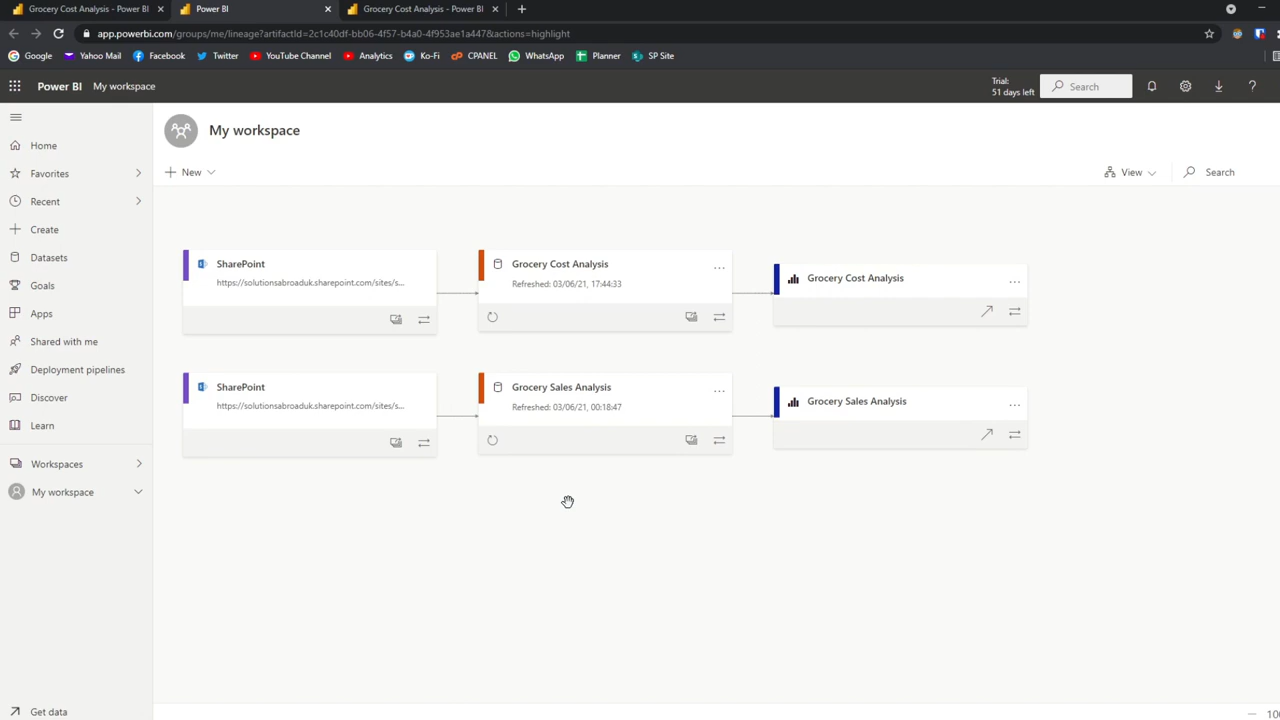 Grocery Cost Analysis - Power BI
Power BI
Grocery Cost Analysis - Power BI
app.powerbi.com/groups/me/lineage?artifactId=2c1c40df-bb06-4f57-b4a0-4f953ae1a447&actions=highlight
Google Yahoo Mail Facebook Twitter YouTube Channel Analytics Ko-Fi CPANEL WhatsApp Planner SP Site
Power BI My workspace
Trial:
51 days left
Search
My workspace
New
View
Search
Home
Favorites
Recent
Create
Datasets
Goals
Apps
Shared with me
Deployment pipelines
Discover
Learn
Workspaces
My workspace
Get data
SharePoint
https://solutionsabroaduk.sharepoint.com/sites/s...
Grocery Cost Analysis
Refreshed: 03/06/21, 17:44:33
Grocery Cost Analysis
SharePoint
https://solutionsabroaduk.sharepoint.com/sites/s...
Grocery Sales Analysis
Refreshed: 03/06/21, 00:18:47
Grocery Sales Analysis